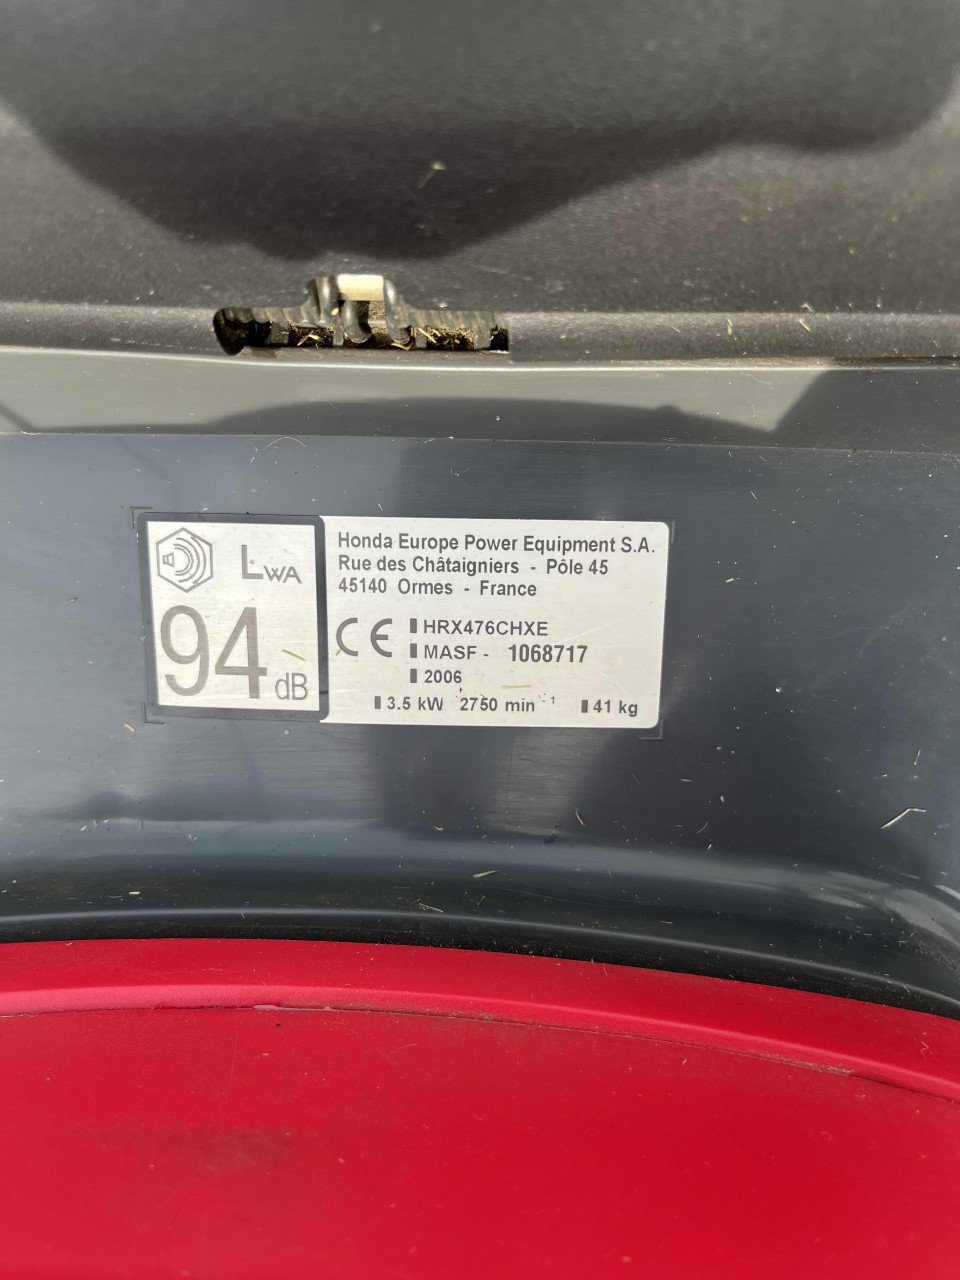 LWA
94 dB
Honda Europe Power Equipment S.A.
Rue des Châtaigniers - Pôle 45
45140 Ormes - France
CE
HRX476CHXE
MASF - 1068717
2006
3.5 kW 2750 min -1
41 kg